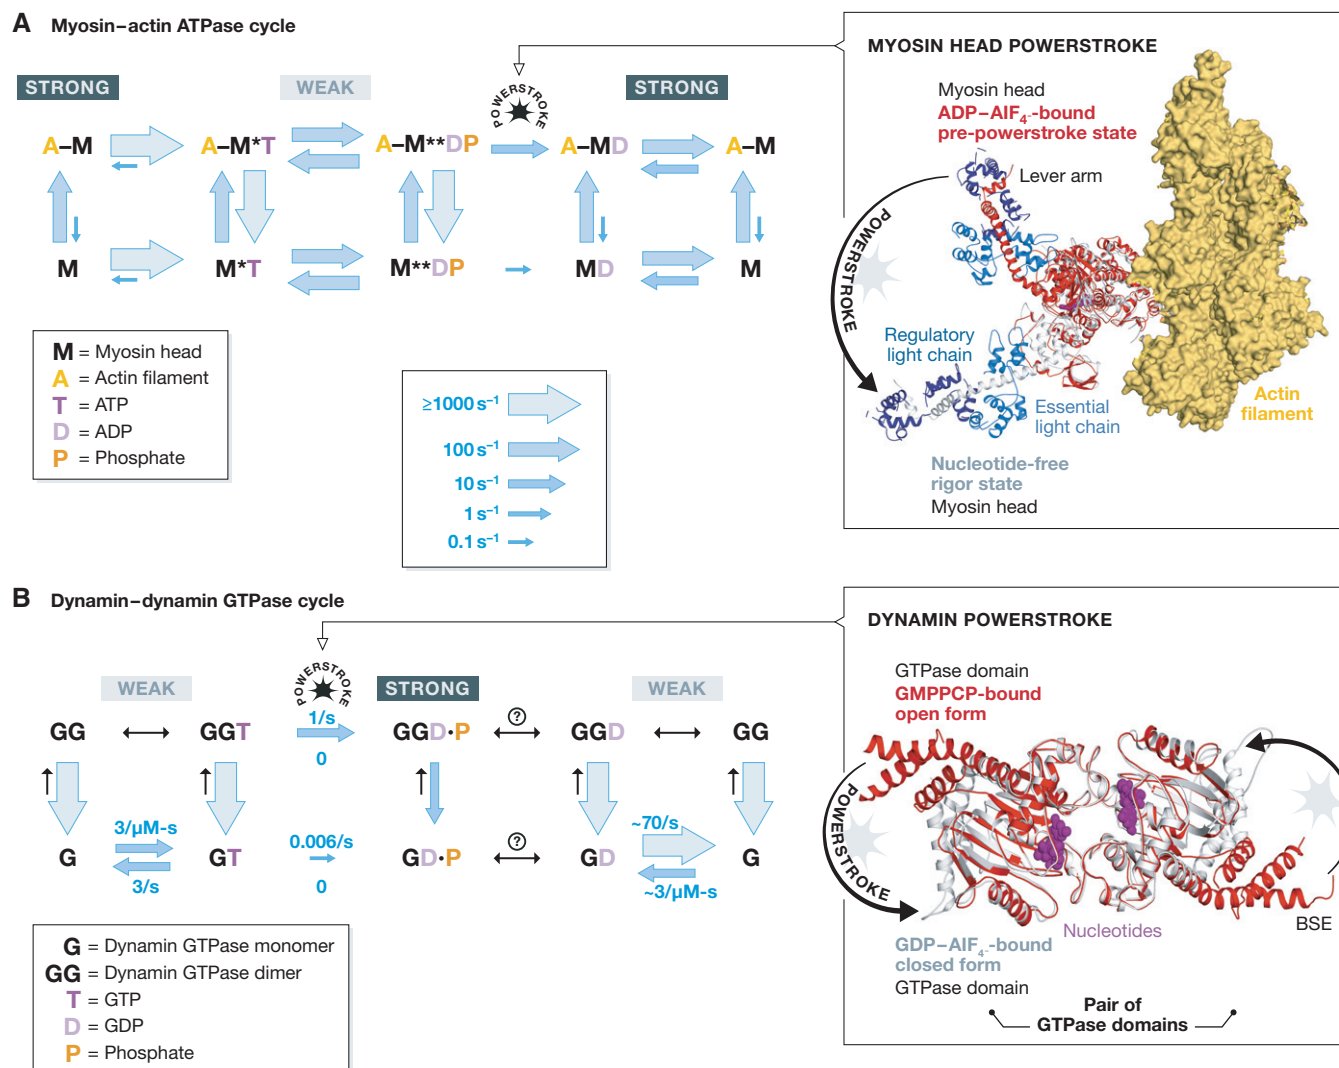 A Myosin–actin ATPase cycle
STRONG
WEAK
POWERSTROKE
STRONG
A–M
A–M*T
A–M**DP
A–MD
A–M
M
M*T
M**DP
MD
M
M = Myosin head
A = Actin filament
T = ATP
D = ADP
P = Phosphate
≥1000 s⁻¹
100 s⁻¹
10 s⁻¹
1 s⁻¹
0.1 s⁻¹
MYOSIN HEAD POWERSTROKE
Myosin head
ADP–AlF₄₋-bound
pre-powerstroke state
Lever arm
POWERSTROKE
Regulatory
light chain
Essential
light chain
Actin
filament
Nucleotide-free
rigor state
Myosin head
B Dynamin–dynamin GTPase cycle
WEAK
POWERSTROKE
STRONG
WEAK
GG
GGT
1/s
0
GGD·P
?
GGD
GG
G
3/µM-s
3/s
GT
0.006/s
0
GD·P
?
GD
~70/s
~3/µM-s
G
G = Dynamin GTPase monomer
GG = Dynamin GTPase dimer
T = GTP
D = GDP
P = Phosphate
DYNAMIN POWERSTROKE
GTPase domain
GMPPCP-bound
open form
POWERSTROKE
Nucleotides
BSE
GDP–AlF₄₋-bound
closed form
GTPase domain
Pair of
GTPase domains